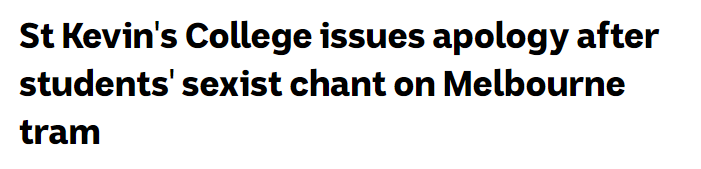 St Kevin's College issues apology after
students' sexist chant on Melbourne
tram